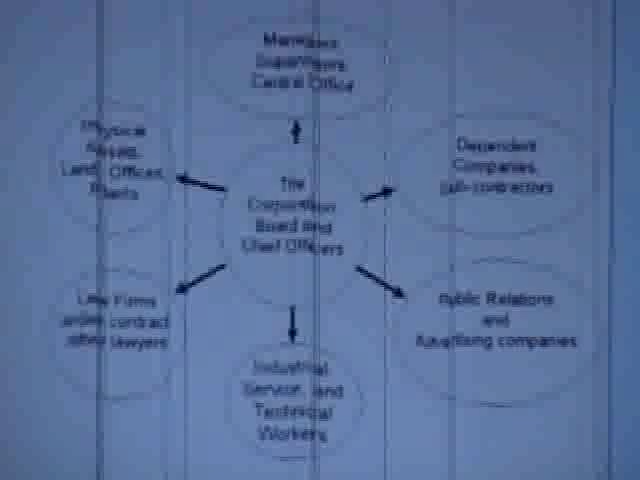 Managers
Supervisors
Central Office
Physical
Assets,
Land, Offices,
Plants
Dependent
Companies,
sub-contractors
The
Corporation
Board and
Chief Officers
Law Firms
under contract
other lawyers
Public Relations
and
Advertising companies
Industrial,
Service, and
Technical
Workers